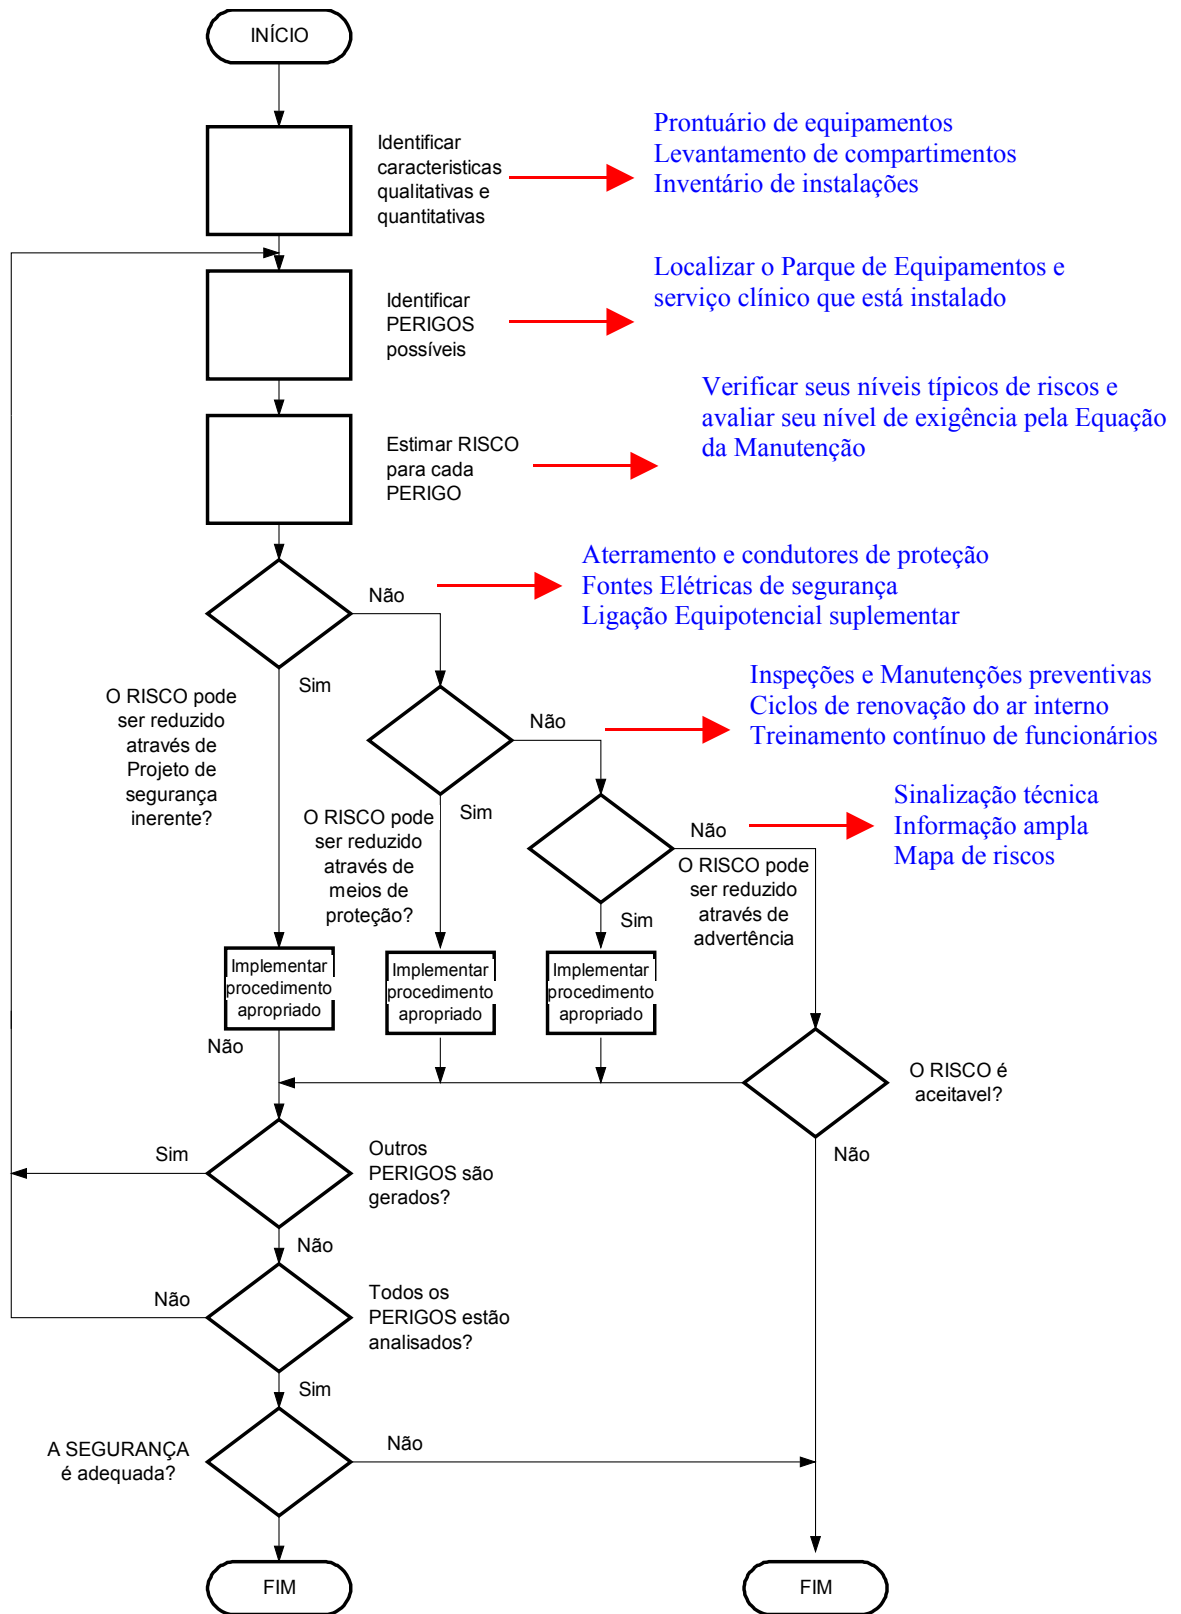 INÍCIO
Identificar
caracteristicas
qualitativas e
quantitativas
Prontuário de equipamentos
Levantamento de compartimentos
Inventário de instalações
Identificar
PERIGOS
possíveis
Localizar o Parque de Equipamentos e
serviço clínico que está instalado
Estimar RISCO
para cada
PERIGO
Verificar seus níveis típicos de riscos e
avaliar seu nível de exigência pela Equação
da Manutenção
Não
Aterramento e condutores de proteção
Fontes Elétricas de segurança
Ligação Equipotencial suplementar
Sim
O RISCO pode
ser reduzido
através de
Projeto de
segurança
inerente?
Não
Inspeções e Manutenções preventivas
Ciclos de renovação do ar interno
Treinamento contínuo de funcionários
Sim
O RISCO pode
ser reduzido
através de
meios de
proteção?
Não
Sinalização técnica
Informação ampla
Mapa de riscos
O RISCO pode
ser reduzido
através de
advertência
Sim
Implementar
procedimento
apropriado
Implementar
procedimento
apropriado
Implementar
procedimento
apropriado
Não
O RISCO é
aceitavel?
Não
Sim
Outros
PERIGOS são
gerados?
Não
Não
Todos os
PERIGOS estão
analisados?
Sim
A SEGURANÇA
é adequada?
Não
FIM
FIM